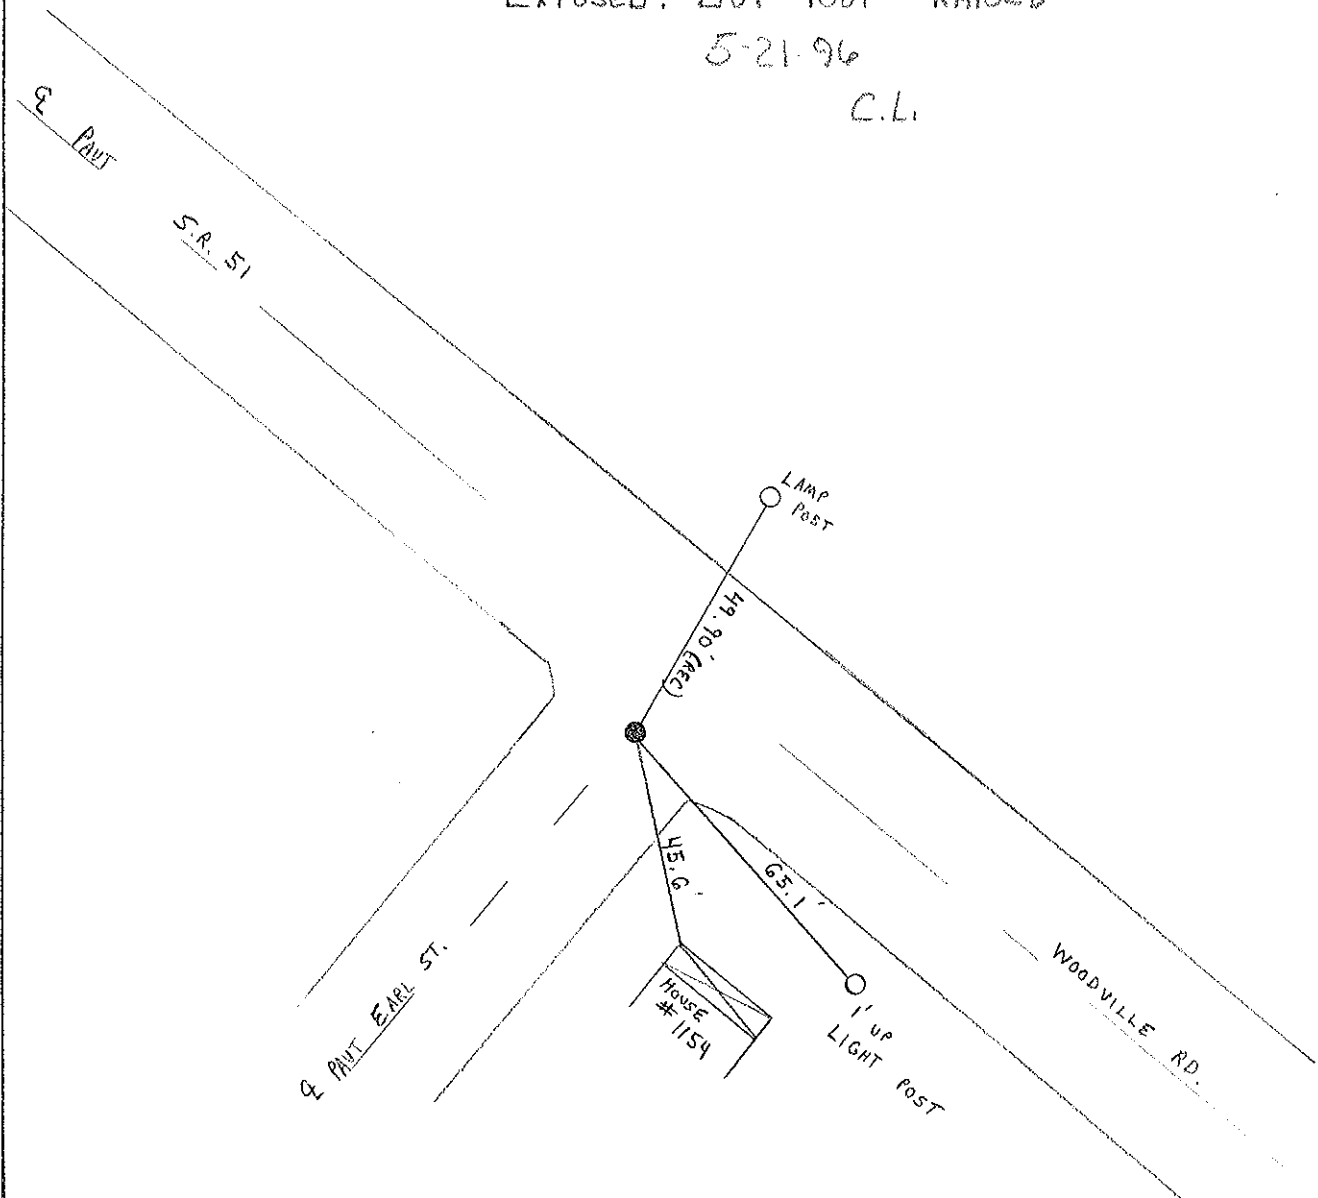 5-21-96
C.L.
℄ PAVT
S.R. 51
LAMP
POST
49.90' (REC)
45.6'
65.1'
HOUSE
# 1154
1' UP
LIGHT POST
WOODVILLE RD.
℄ PAVT EARL ST.